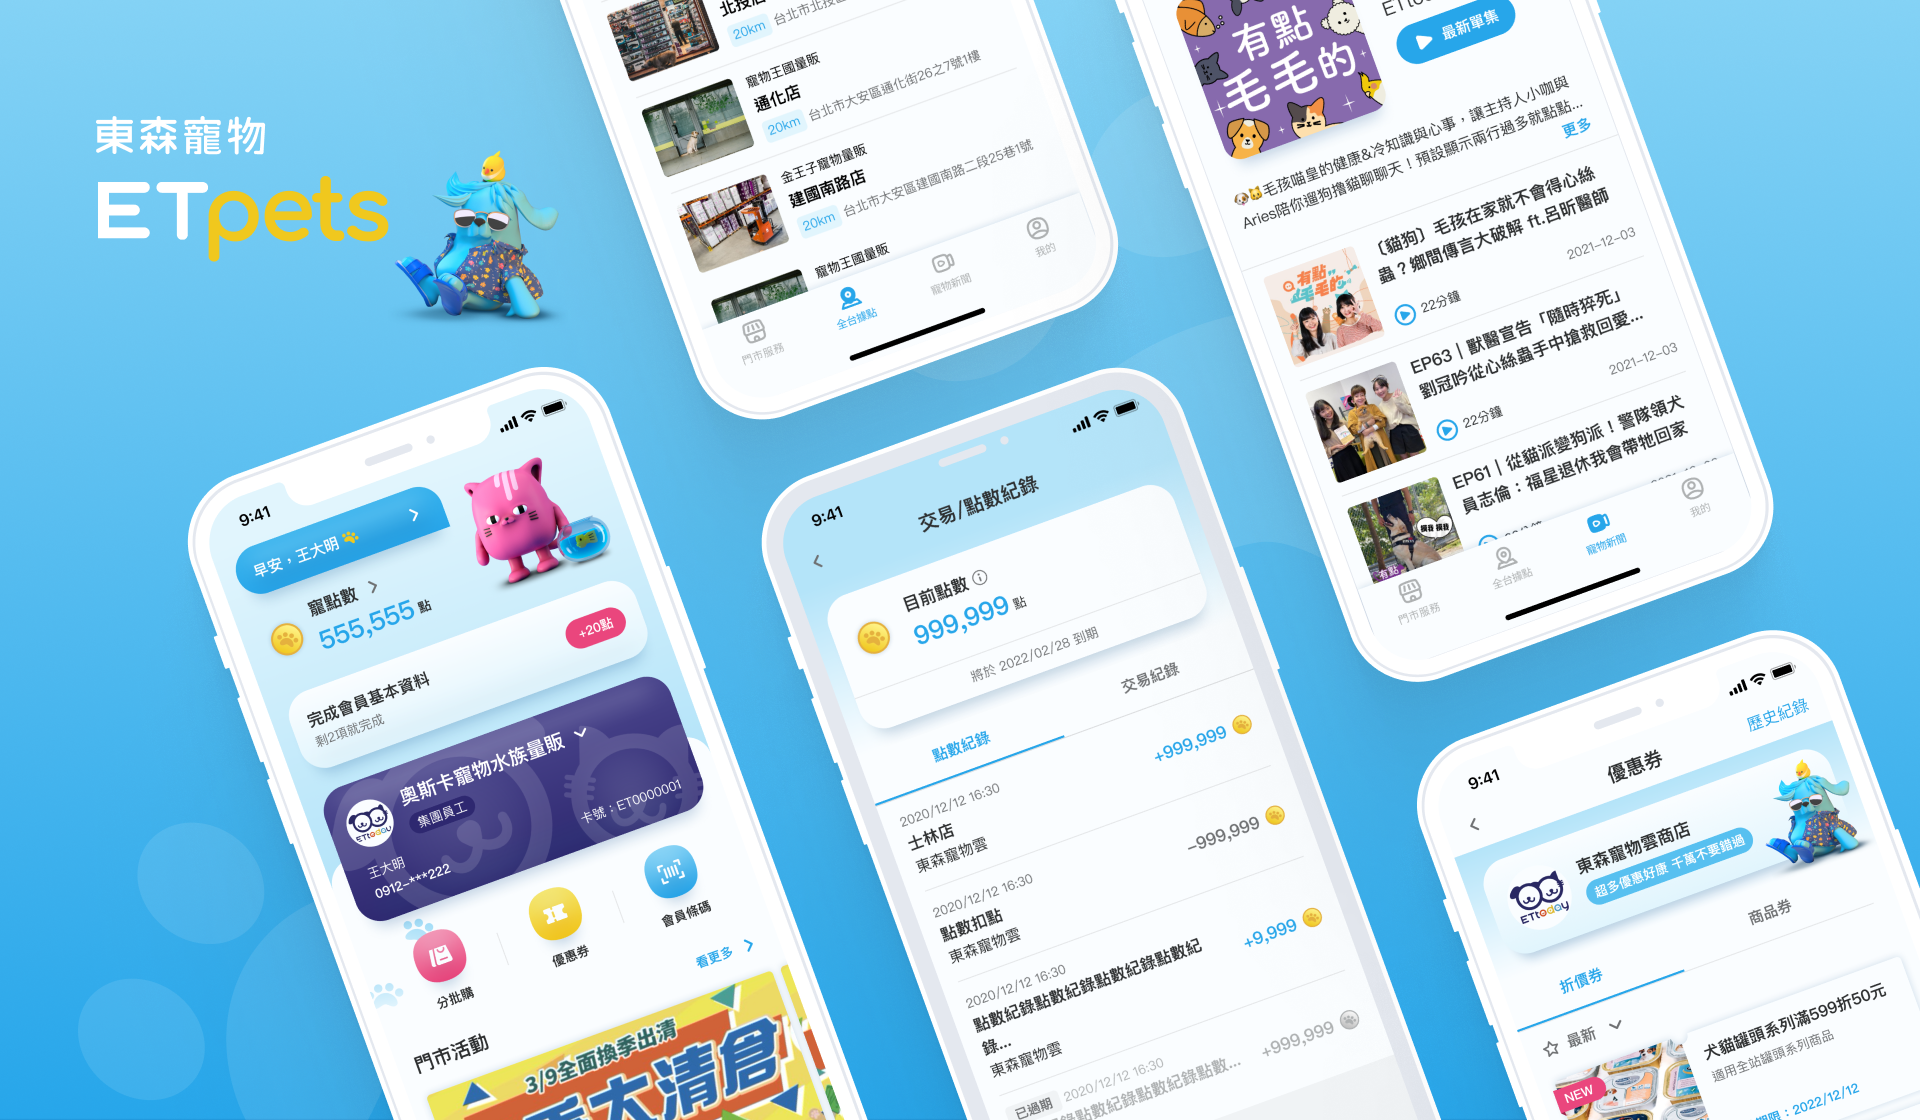 東森寵物
ETpets
北投店
20km 台北市北投區
寵物王國量販
通化店
20km 台北市大安區通化街26之7號1樓
金王子寵物量販
建國南路店
20km 台北市大安區建國南路二段25巷1號
寵物王國量販
門市服務
全台據點
寵物新聞
我的
有點
毛毛的
最新單集
🐶🐱毛孩喵皇的健康&冷知識與心事，讓主持人小咖與
Aries陪你遛狗擼貓聊聊天！預設顯示兩行過多就點點...
更多
有點
毛毛的
〔貓狗〕毛孩在家就不會得心絲
蟲？鄉間傳言大破解 ft.呂昕醫師
22分鐘
2021-12-03
EP63｜獸醫宣告「隨時猝死」
劉冠吟從心絲蟲手中搶救回愛...
22分鐘
2021-12-03
有點
EP61｜從貓派變狗派！警隊領犬
員志倫：福星退休我會帶牠回家
門市服務
全台據點
寵物新聞
我的
9:41
早安，王大明
寵點數
555,555 點
完成會員基本資料
剩2項就完成
+20點
ETtoday
奧斯卡寵物水族量販
集團員工
王大明
0912-***222
卡號：ET0000001
分批購
優惠券
會員條碼
門市活動
看更多
3/9全面換季出清
大清倉
9:41
交易/點數紀錄
目前點數
999,999 點
將於 2022/02/28 到期
點數紀錄
交易紀錄
2020/12/12 16:30
士林店
東森寵物雲
+999,999
2020/12/12 16:30
點數扣點
東森寵物雲
-999,999
2020/12/12 16:30
點數紀錄點數紀錄點數紀錄點數紀
錄...
東森寵物雲
+9,999
已過期 2020/12/12 16:30
點數紀錄點數紀錄點數...
+999,999
9:41
優惠券
歷史紀錄
ETtoday
東森寵物雲商店
超多優惠好康 千萬不要錯過
折價券
商品券
最新
NEW
犬貓罐頭系列滿599折50元
適用全站罐頭系列商品
期限：2022/12/12